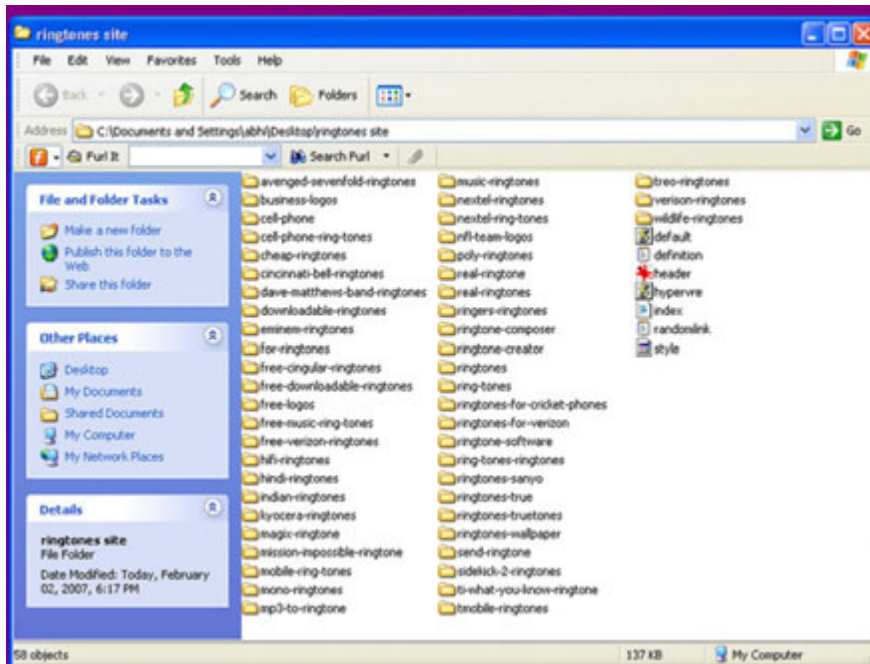 ringtones site
File Edit View Favorites Tools Help
Back Search Folders
Address C:\Documents and Settings\abhi\Desktop\ringtones site Go
Furl It Search Furl
File and Folder Tasks
Make a new folder
Publish this folder to the
Web
Share this folder
Other Places
Desktop
My Documents
Shared Documents
My Computer
My Network Places
Details
ringtones site
File Folder
Date Modified: Today, February
02, 2007, 6:17 PM
avenged-sevenfold-ringtones
business-logos
cell-phone
cell-phone-ring-tones
cheap-ringtones
cincinnati-bell-ringtones
dave-matthews-band-ringtones
downloadable-ringtones
eminem-ringtones
for-ringtones
free-cingular-ringtones
free-downloadable-ringtones
free-logos
free-music-ring-tones
free-verizon-ringtones
hifi-ringtones
hindi-ringtones
indian-ringtones
kyocera-ringtones
magix-ringtone
mission-impossible-ringtone
mobile-ring-tones
mono-ringtones
mp3-to-ringtone
music-ringtones
nextel-ringtones
nextel-ring-tones
nfl-team-logos
poly-ringtones
real-ringtone
real-ringtones
ringers-ringtones
ringtone-composer
ringtone-creator
ringtones
ring-tones
ringtones-for-cricket-phones
ringtones-for-verizon
ringtone-software
ring-tones-ringtones
ringtones-sanyo
ringtones-true
ringtones-truetones
ringtones-wallpaper
send-ringtone
sidekick-2-ringtones
ti-what-you-know-ringtone
tmobile-ringtones
treo-ringtones
verison-ringtones
wildlife-ringtones
default
definition
header
hypervre
index
randomlink
style
58 objects 137 KB My Computer